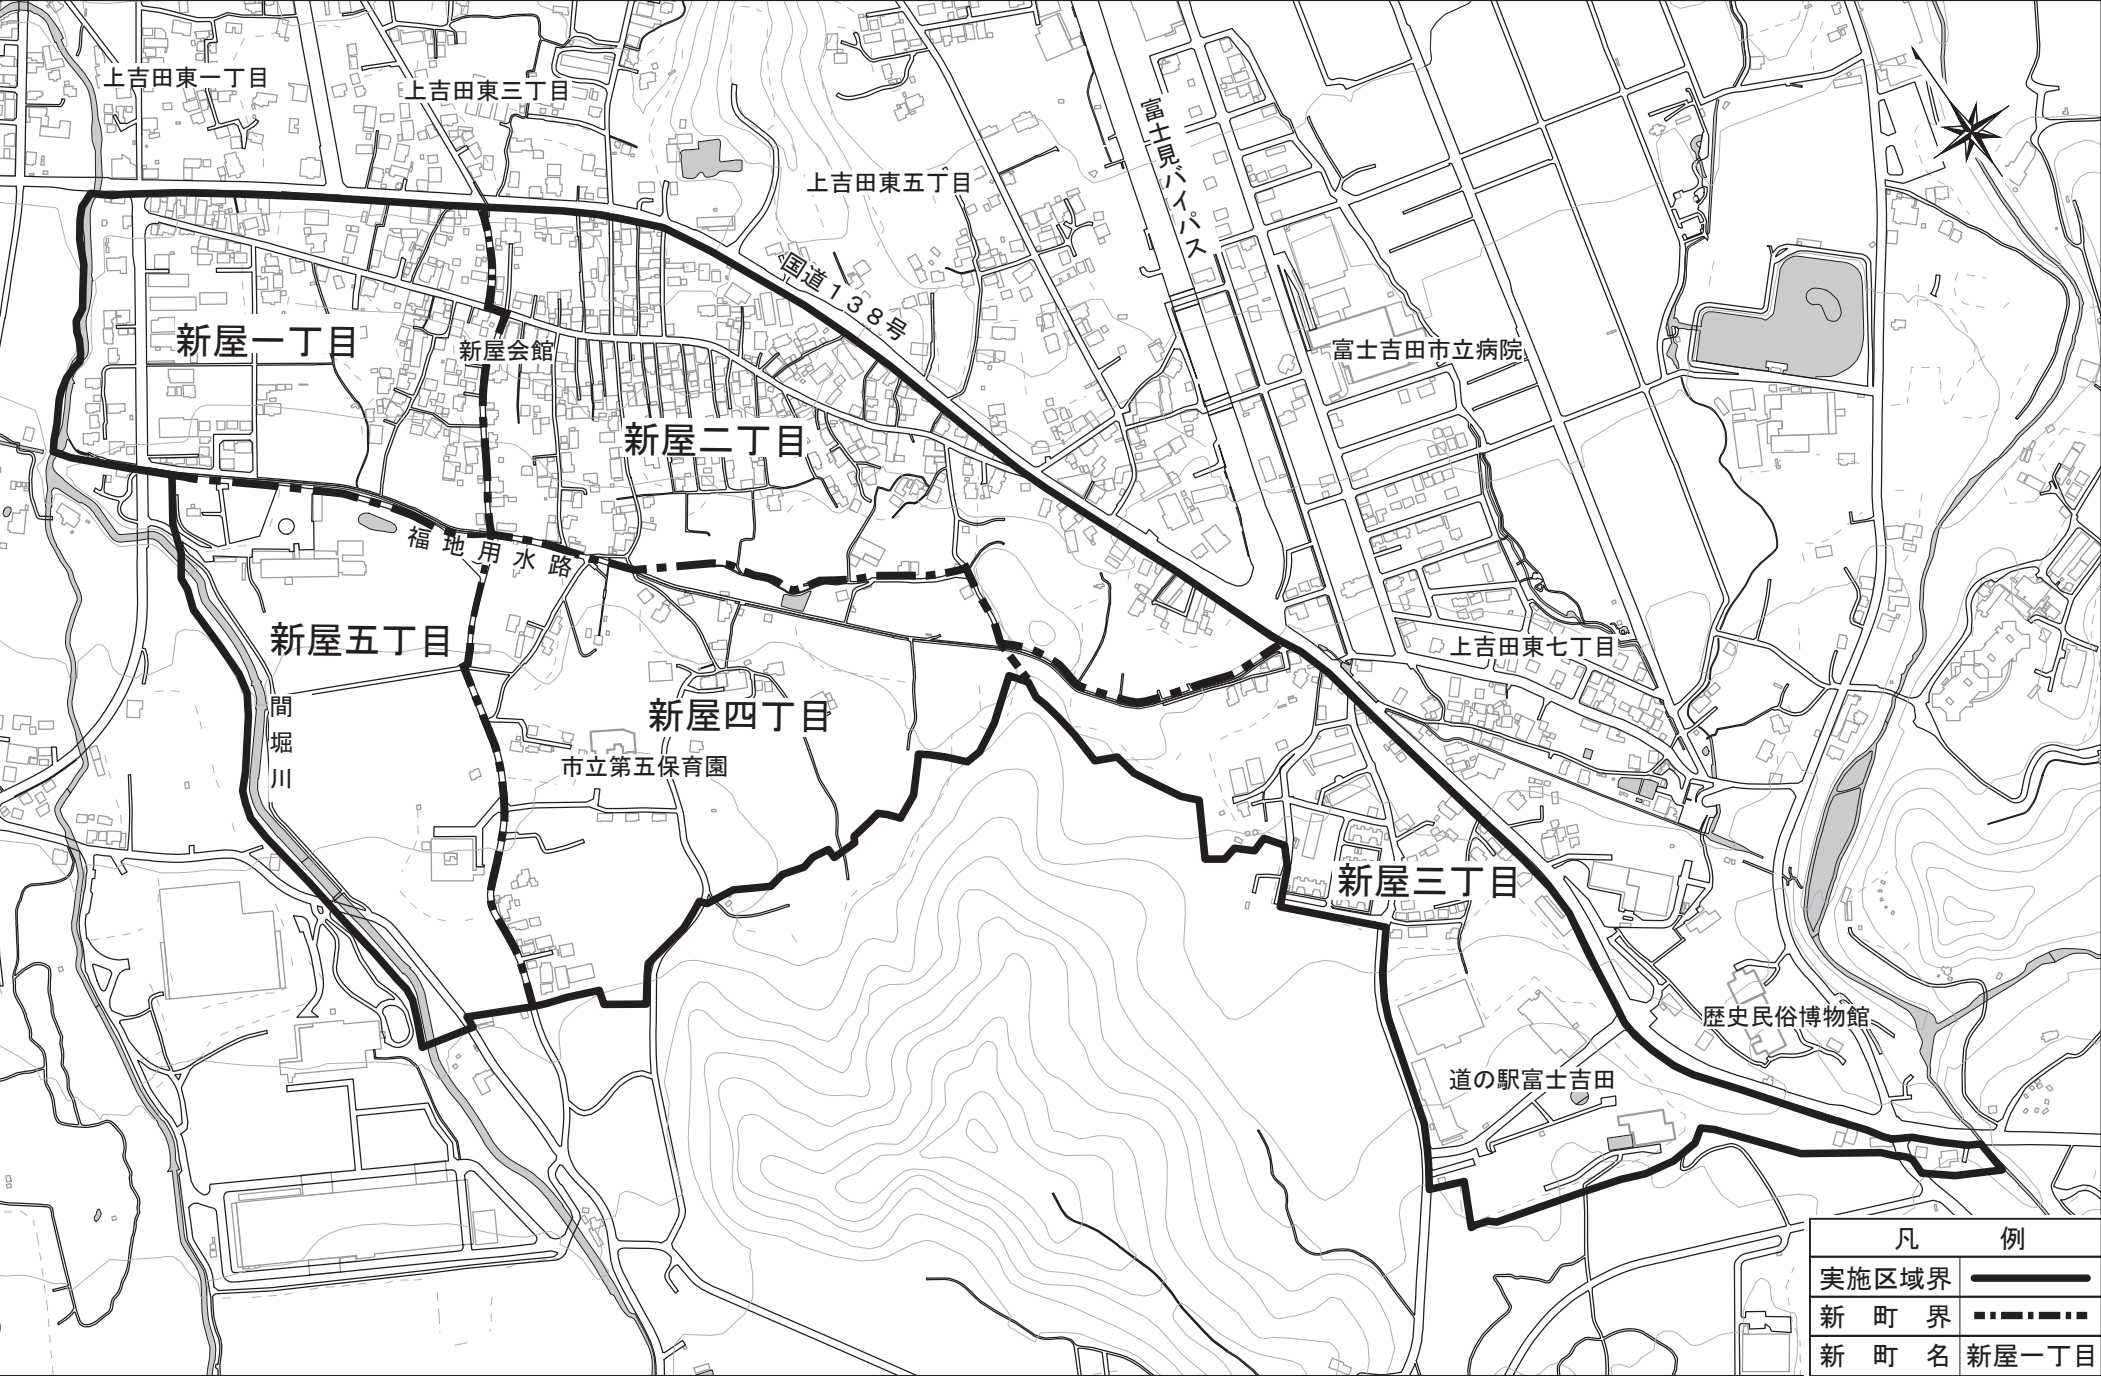 上吉田東一丁目
上吉田東三丁目
富士見バイパス
上吉田東五丁目
国道138号
新屋一丁目
新屋会館
富士吉田市立病院
新屋二丁目
福地用水路
新屋五丁目
上吉田東七丁目
間堀川
新屋四丁目
市立第五保育園
新屋三丁目
歴史民俗博物館
道の駅富士吉田
凡例
実施区域界
新町界
新町名 新屋一丁目